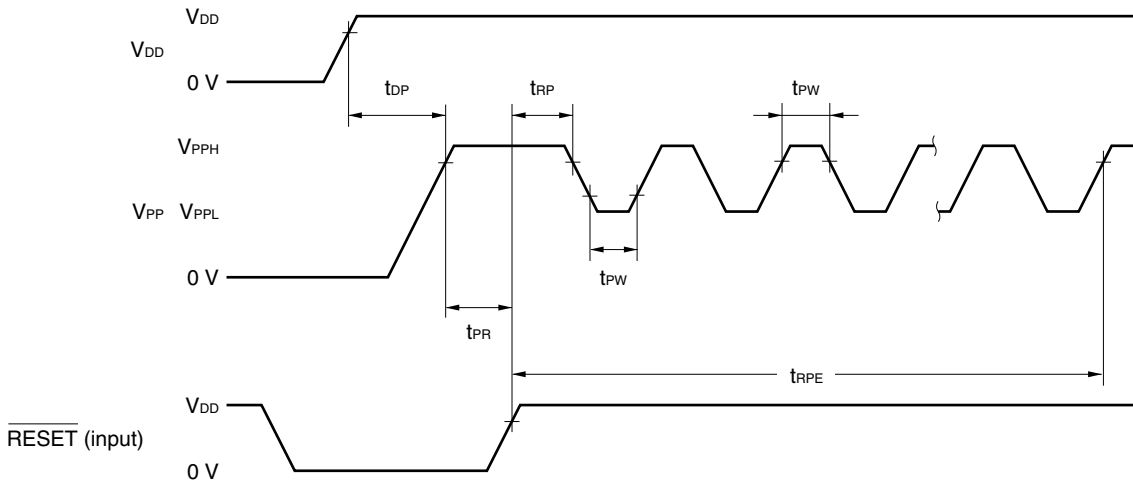 VDD
VDD
0 V
tDP
tRP
tPW
VPPH
VPP VPPL
tPW
0 V
tPR
tRPE
VDD
RESET (input)
0 V